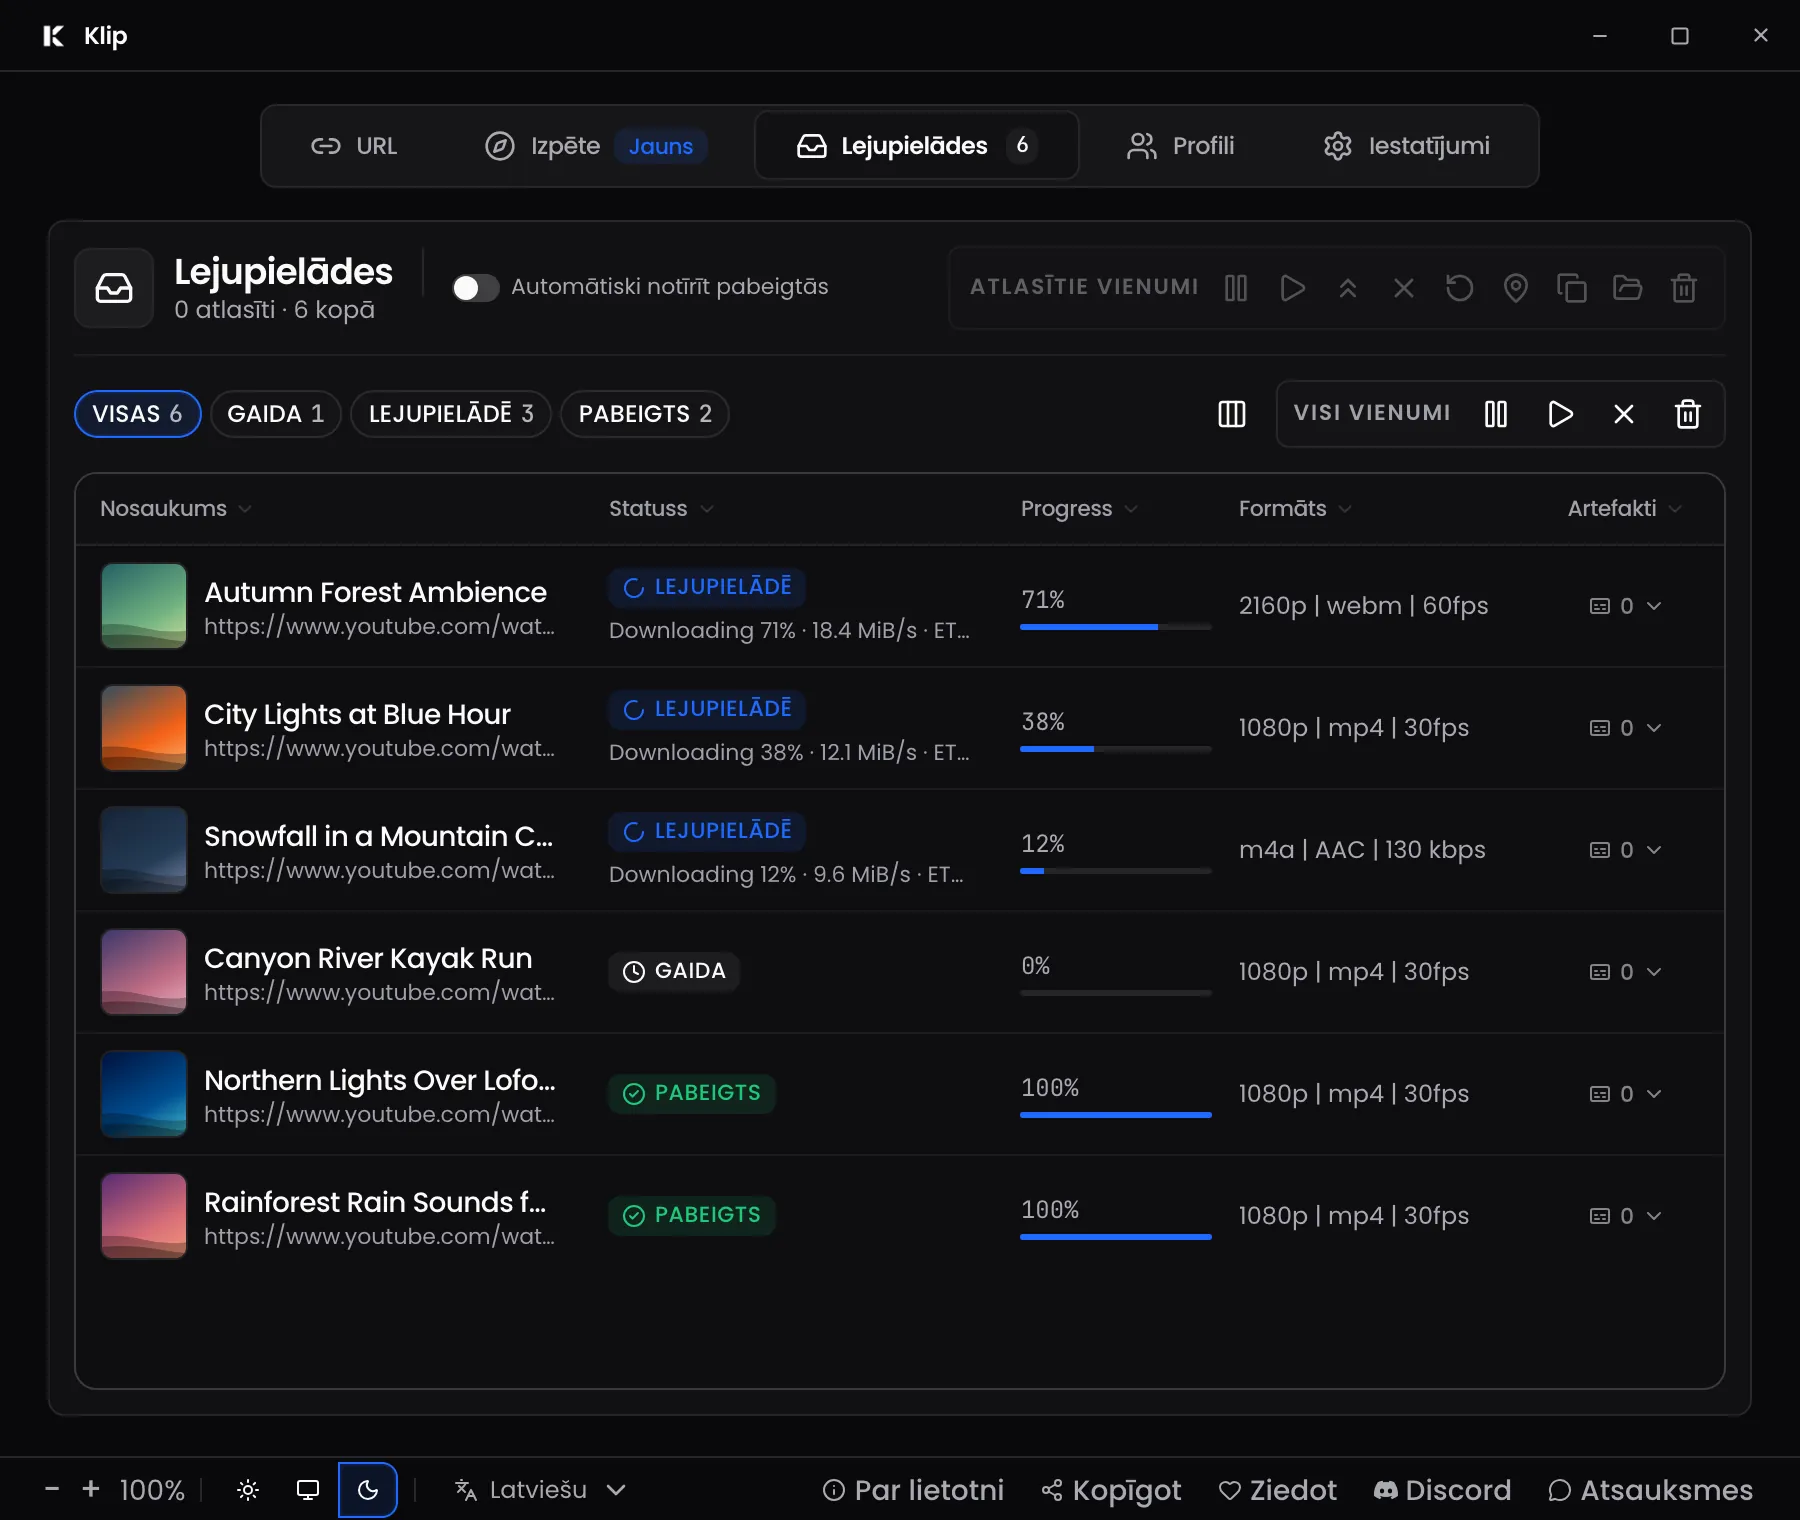 Klip
URL
Izpēte Jauns
Lejupielādes 6
Profili
Iestatījumi
Lejupielādes
0 atlasīti · 6 kopā
Automātiski notīrīt pabeigtās
ATLASĪTIE VIENUMI
VISAS 6
GAIDA 1
LEJUPIELĀDĒ 3
PABEIGTS 2
VISI VIENUMI
Nosaukums Statuss Progress Formāts Artefakti
Autumn Forest Ambience
https://www.youtube.com/wat...
LEJUPIELĀDĒ
Downloading 71% · 18.4 MiB/s · ET...
71%
2160p | webm | 60fps
0
City Lights at Blue Hour
https://www.youtube.com/wat...
LEJUPIELĀDĒ
Downloading 38% · 12.1 MiB/s · ET...
38%
1080p | mp4 | 30fps
0
Snowfall in a Mountain C...
https://www.youtube.com/wat...
LEJUPIELĀDĒ
Downloading 12% · 9.6 MiB/s · ET...
12%
m4a | AAC | 130 kbps
0
Canyon River Kayak Run
https://www.youtube.com/wat...
GAIDA
0%
1080p | mp4 | 30fps
0
Northern Lights Over Lofo...
https://www.youtube.com/wat...
PABEIGTS
100%
1080p | mp4 | 30fps
0
Rainforest Rain Sounds f...
https://www.youtube.com/wat...
PABEIGTS
100%
1080p | mp4 | 30fps
0
− + 100%
Latviešu
Par lietotni
Kopīgot
Ziedot
Discord
Atsauksmes